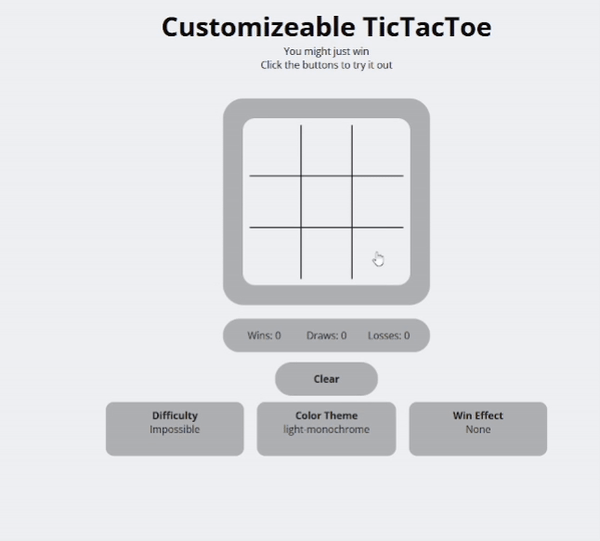 Customizeable TicTacToe
You might just win
Click the buttons to try it out
Wins: 0 Draws: 0 Losses: 0
Clear
Difficulty
Impossible
Color Theme
light-monochrome
Win Effect
None